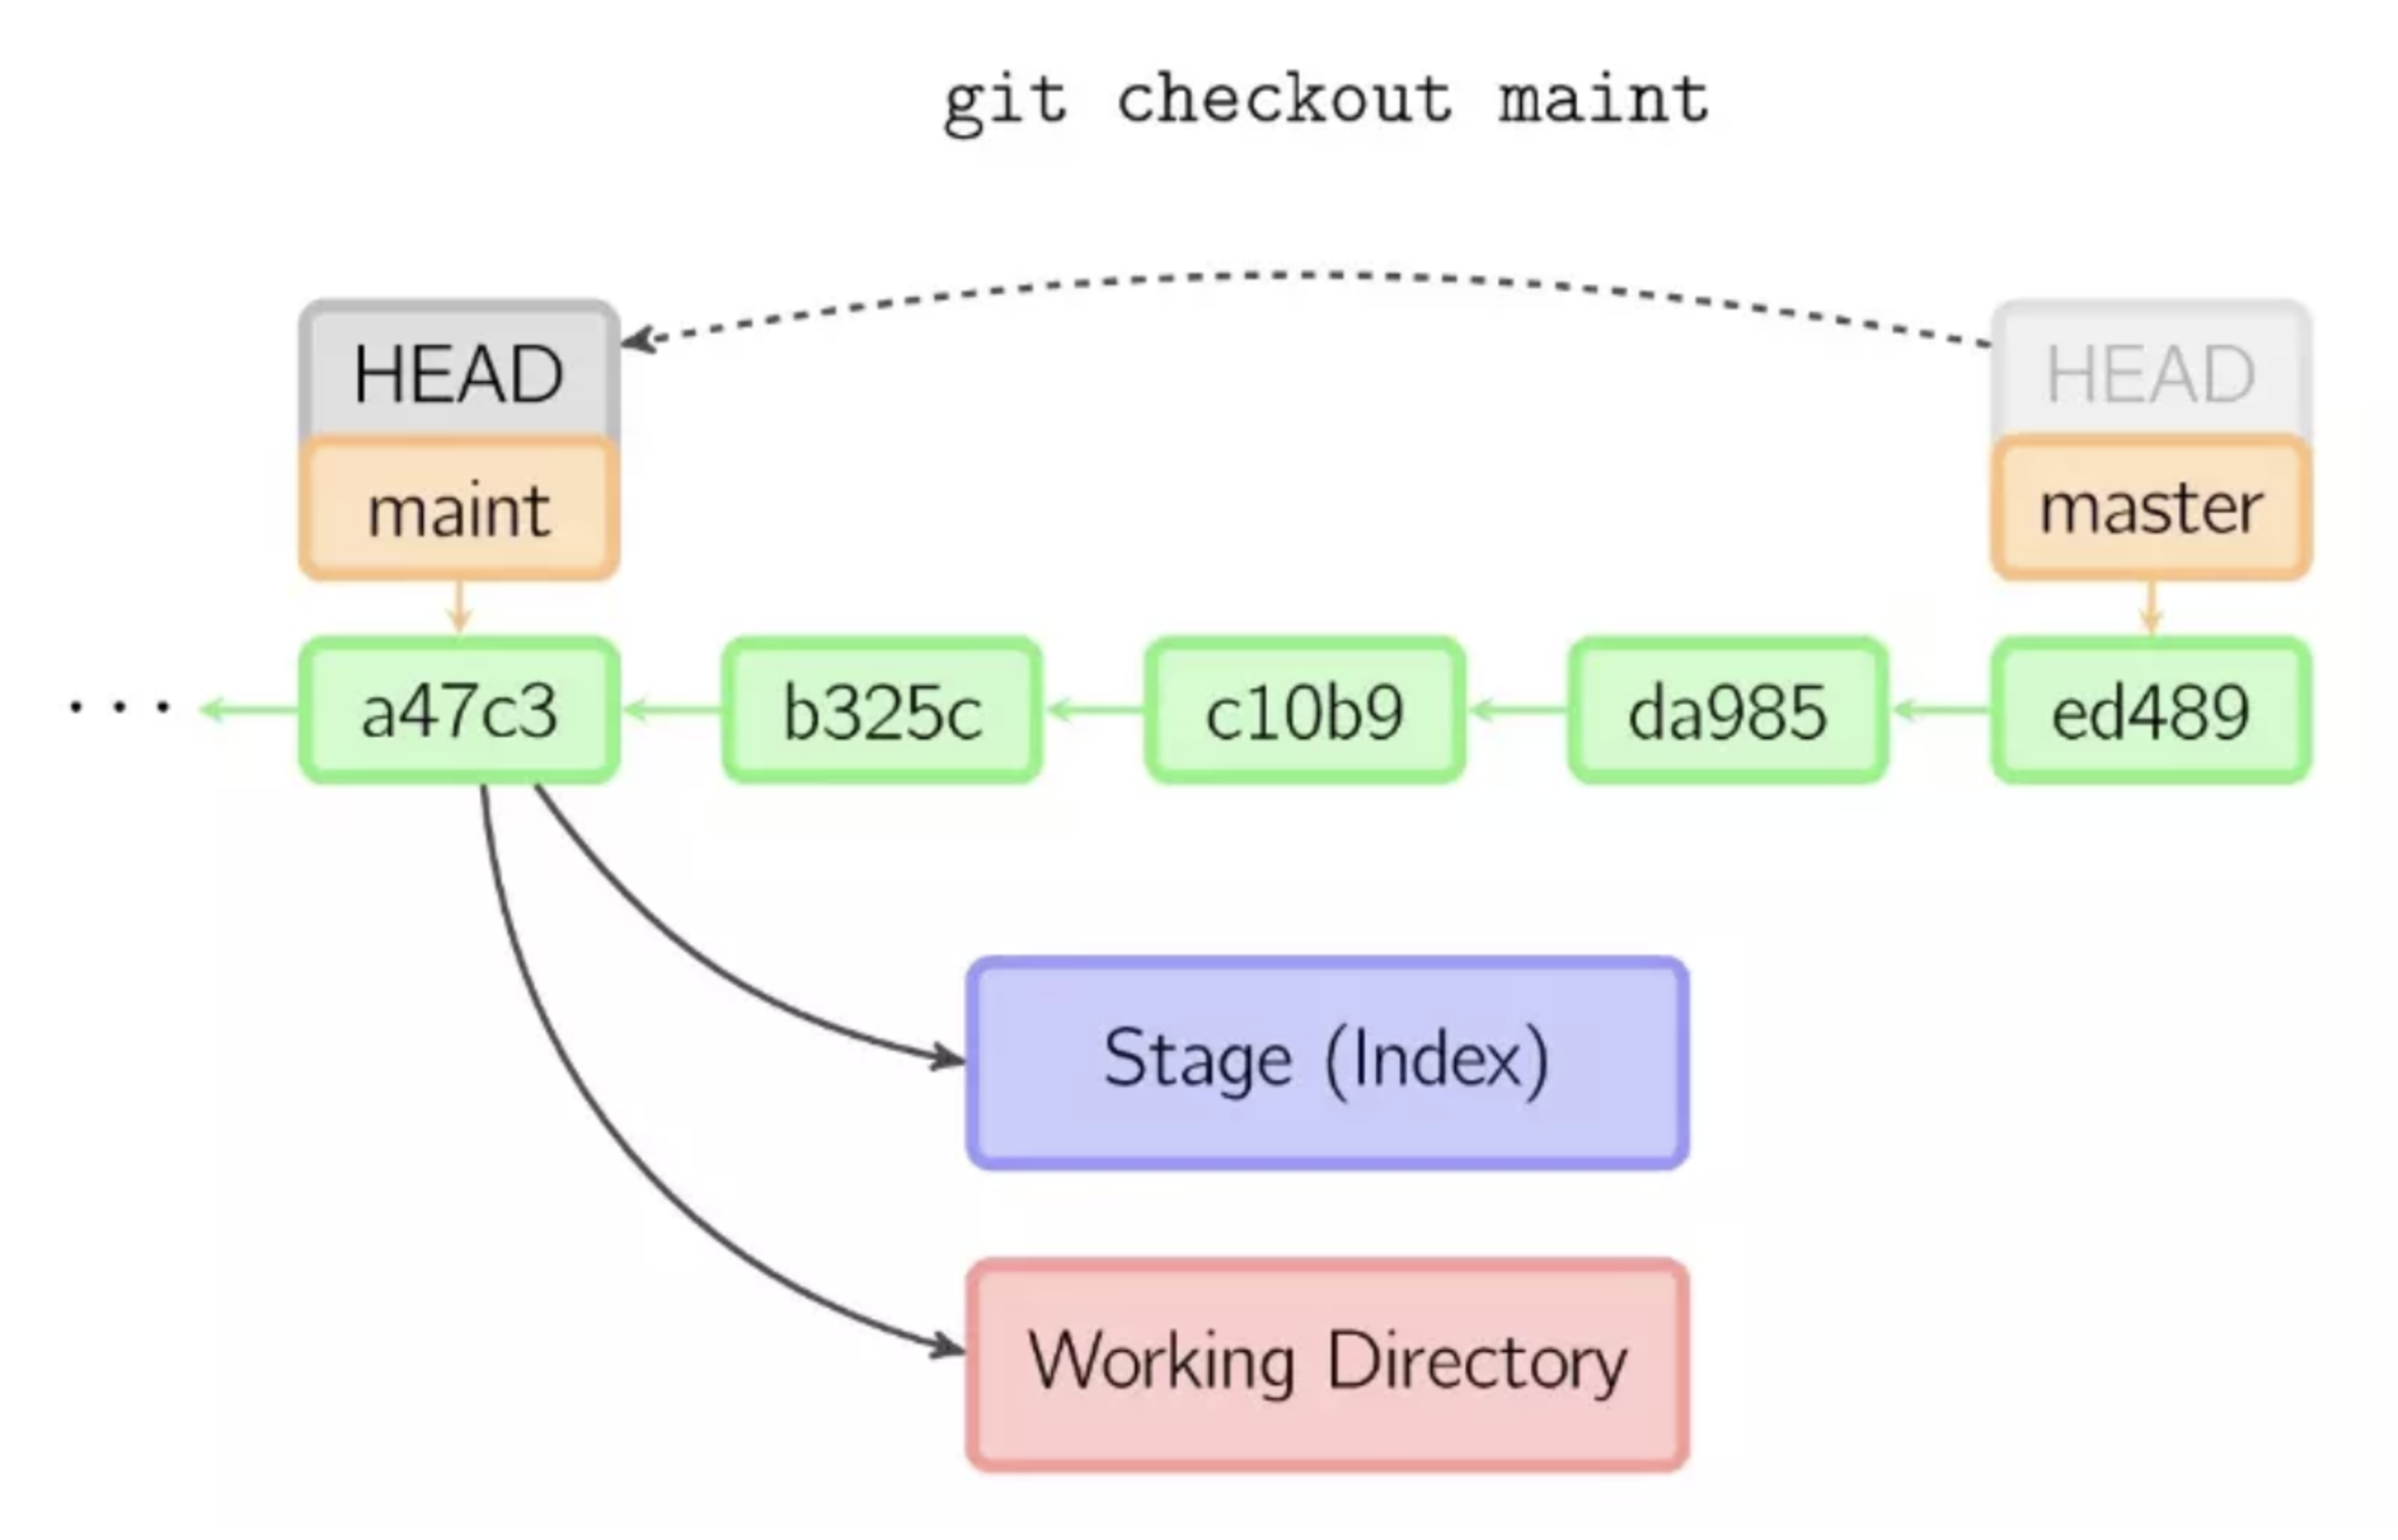 git checkout maint
HEAD
HEAD
maint
master
...
a47c3
b325c
c10b9
da985
ed489
Stage (Index)
Working Directory